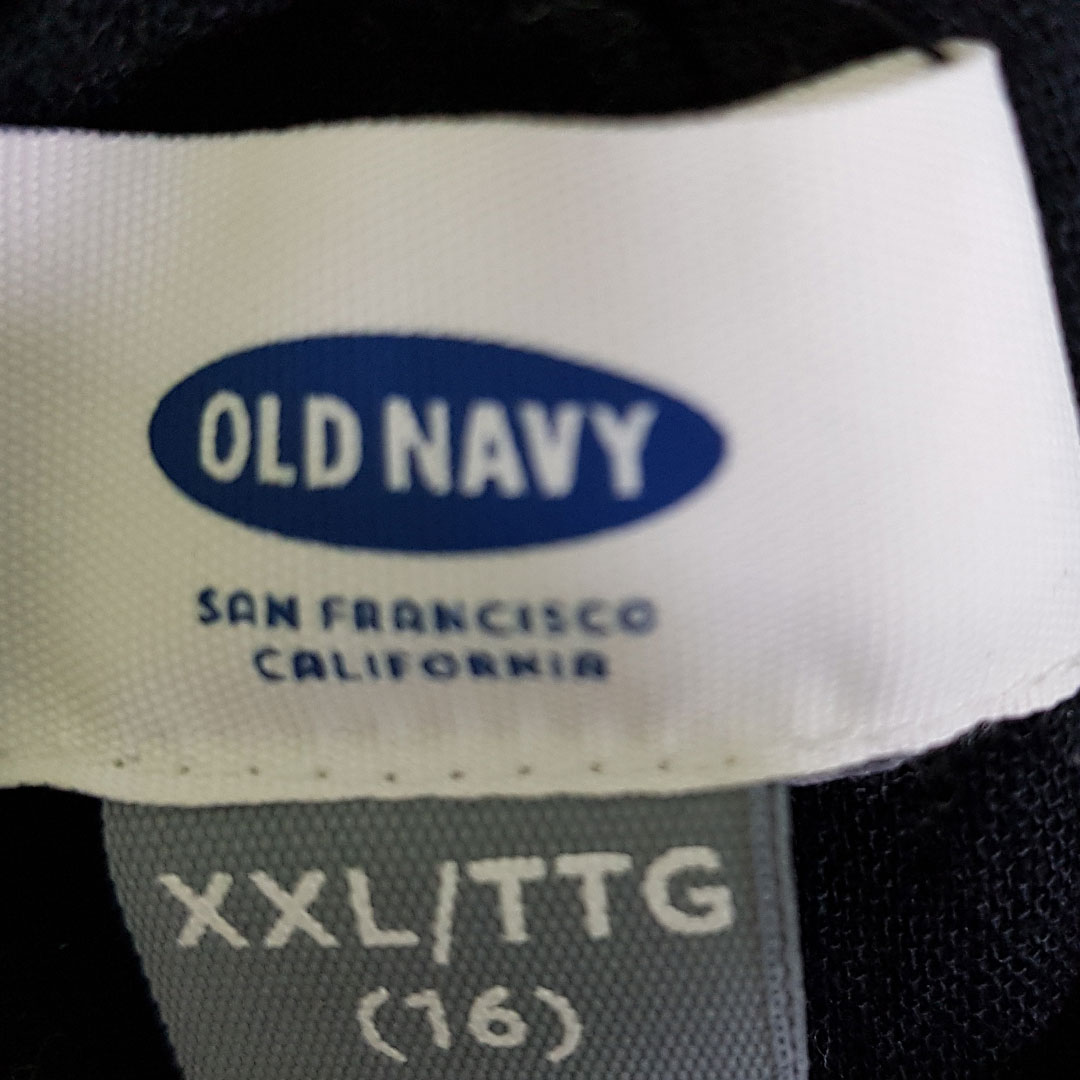 OLD NAVY
SAN FRANCISCO
CALIFORNIA
XXL/TTG
(16)